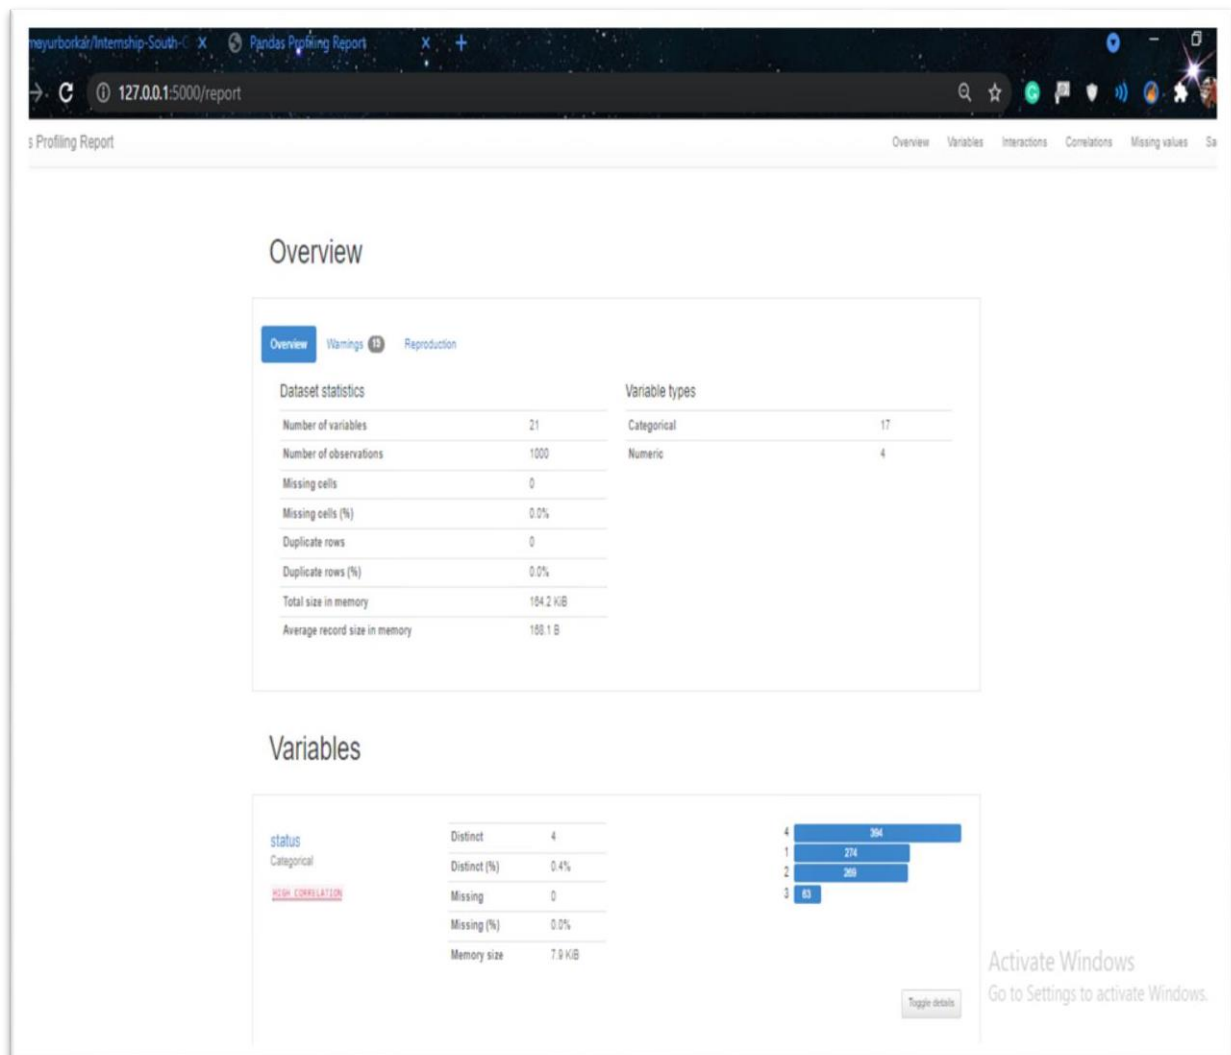 mayurborkar/Internship-South-G X Pandas Profiling Report X +
127.0.0.1:5000/report
s Profiling Report Overview Variables Interactions Correlations Missing values Sa
Overview
Overview Warnings 13 Reproduction
Dataset statistics Variable types
Number of variables 21 Categorical 17
Number of observations 1000 Numeric 4
Missing cells 0
Missing cells (%) 0.0%
Duplicate rows 0
Duplicate rows (%) 0.0%
Total size in memory 164.2 KiB
Average record size in memory 168.1 B
Variables
status Distinct 4 4 394
Categorical Distinct (%) 0.4% 1 274
HIGH CORRELATION Missing 0 2 269
Missing (%) 0.0% 3 63
Memory size 7.9 KiB
Activate Windows
Toggle details Go to Settings to activate Windows.